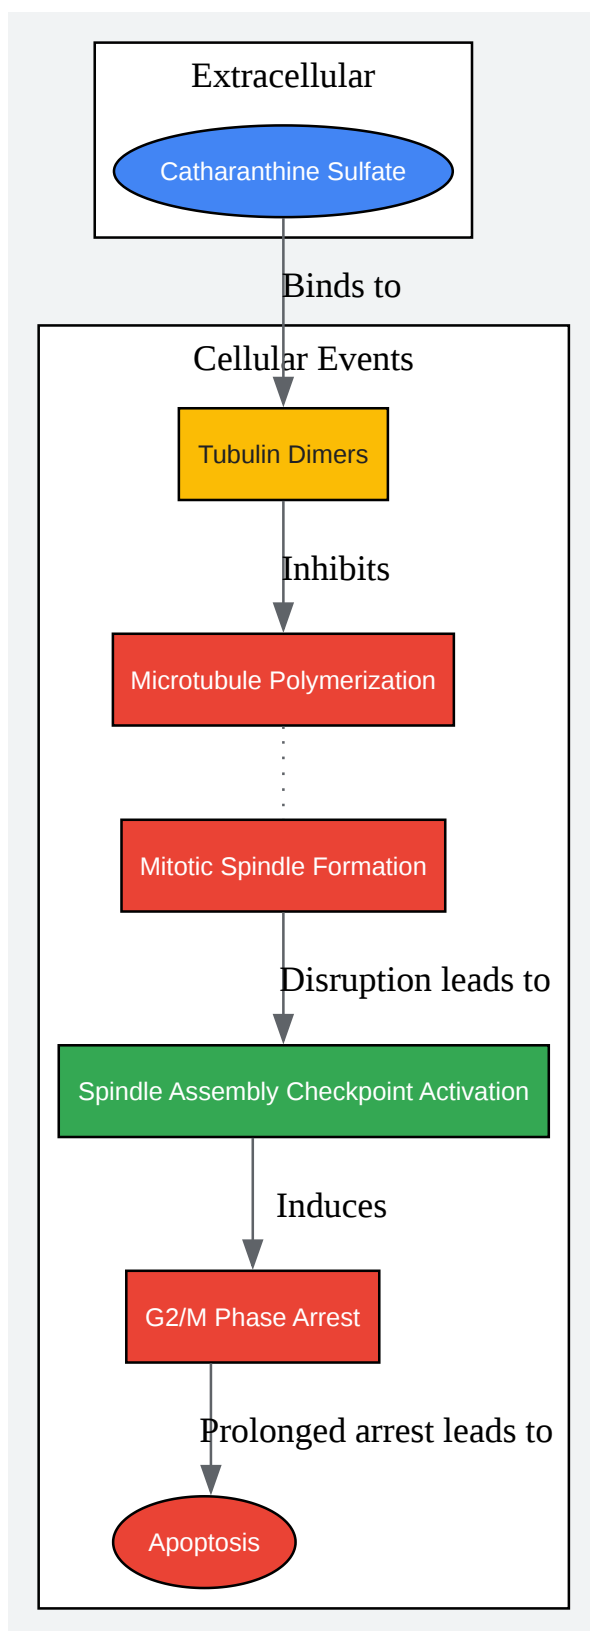 Extracellular
Catharanthine Sulfate
Binds to
Cellular Events
Tubulin Dimers
Inhibits
Microtubule Polymerization
Mitotic Spindle Formation
Disruption leads to
Spindle Assembly Checkpoint Activation
Induces
G2/M Phase Arrest
Prolonged arrest leads to
Apoptosis